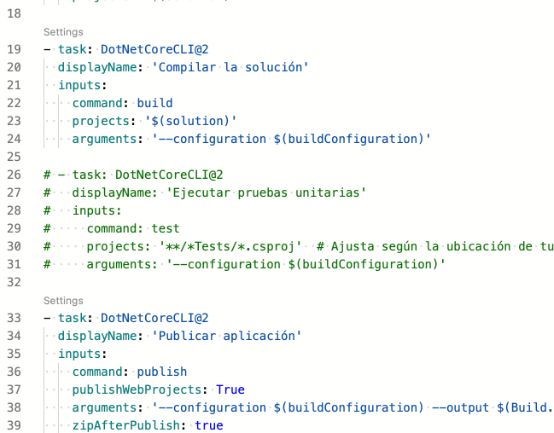 18
Settings
19 - task: DotNetCoreCLI@2
20 displayName: 'Compilar la solución'
21 inputs:
22 command: build
23 projects: '$(solution)'
24 arguments: '--configuration $(buildConfiguration)'
25
26 # - task: DotNetCoreCLI@2
27 # displayName: 'Ejecutar pruebas unitarias'
28 # inputs:
29 # command: test
30 # projects: '**/*Tests/*.csproj' # Ajusta según la ubicación de tu
31 # arguments: '--configuration $(buildConfiguration)'
32
Settings
33 - task: DotNetCoreCLI@2
34 displayName: 'Publicar aplicación'
35 inputs:
36 command: publish
37 publishWebProjects: True
38 arguments: '--configuration $(buildConfiguration) --output $(Build.
39 zipAfterPublish: true